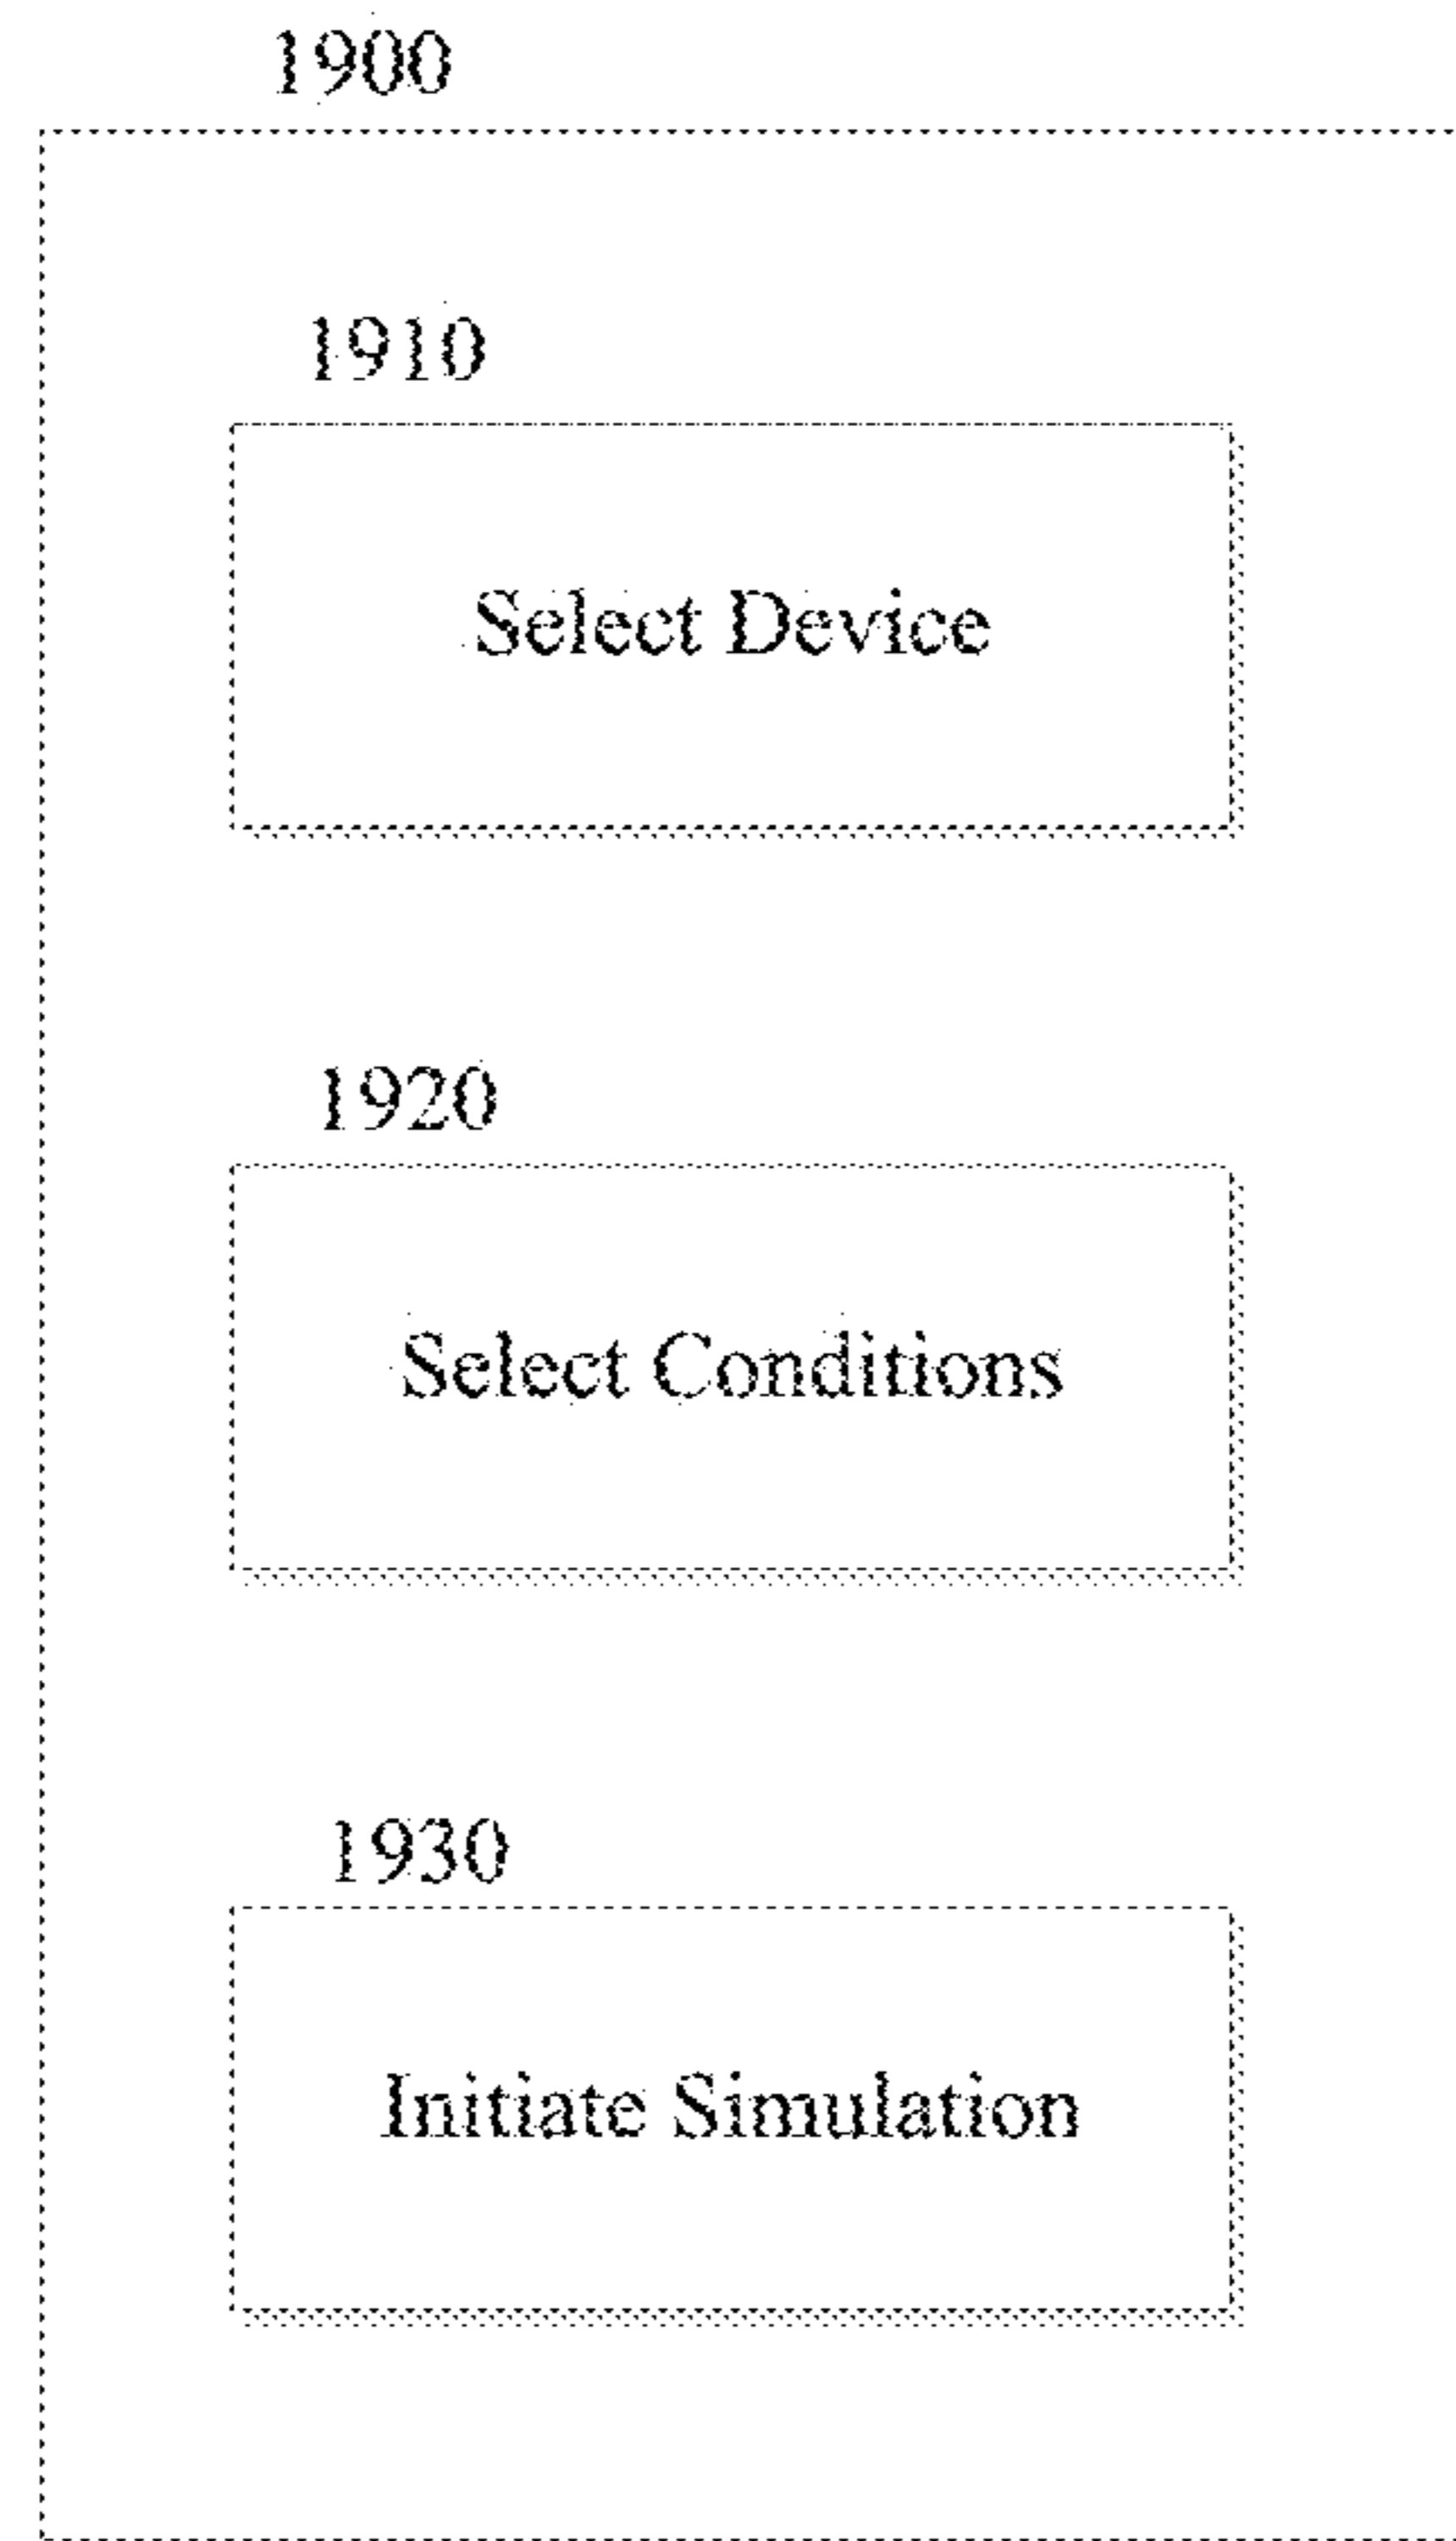 1900
1910
Select Device
1920
Select Conditions
1930
Initiate Simulation